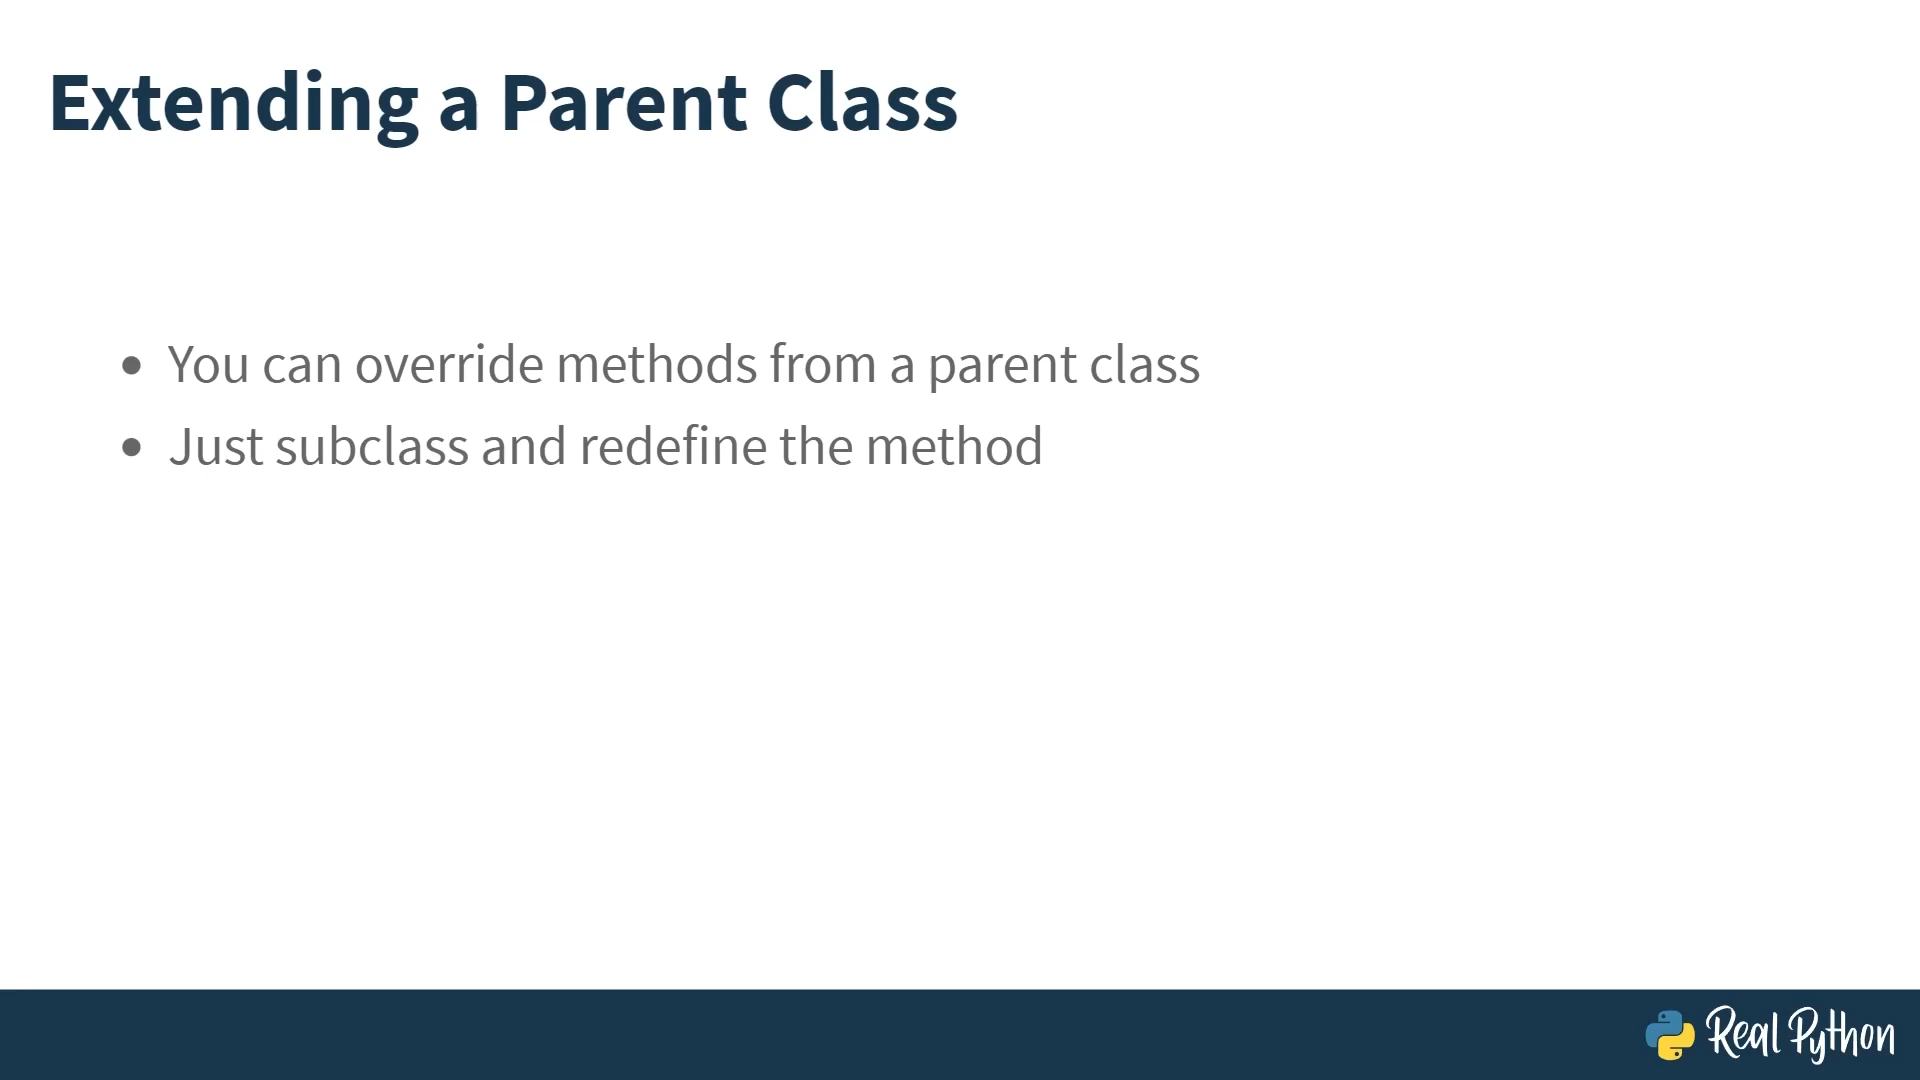 Extending a Parent Class
• You can override methods from a parent class
• Just subclass and redefine the method
Real Python